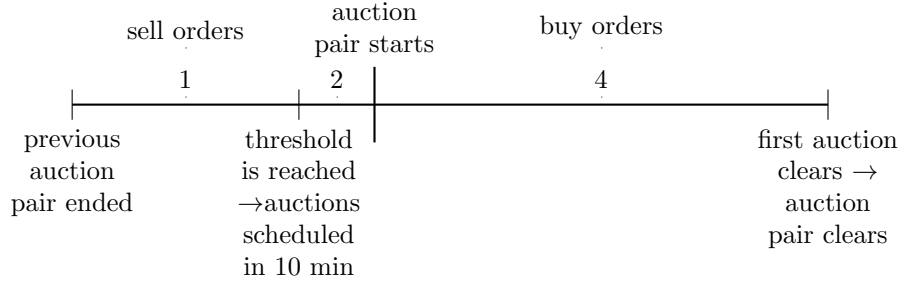 sell orders
auction
pair starts
buy orders
1
2
4
previous
auction
pair ended
threshold
is reached
→auctions
scheduled
in 10 min
first auction
clears →
auction
pair clears